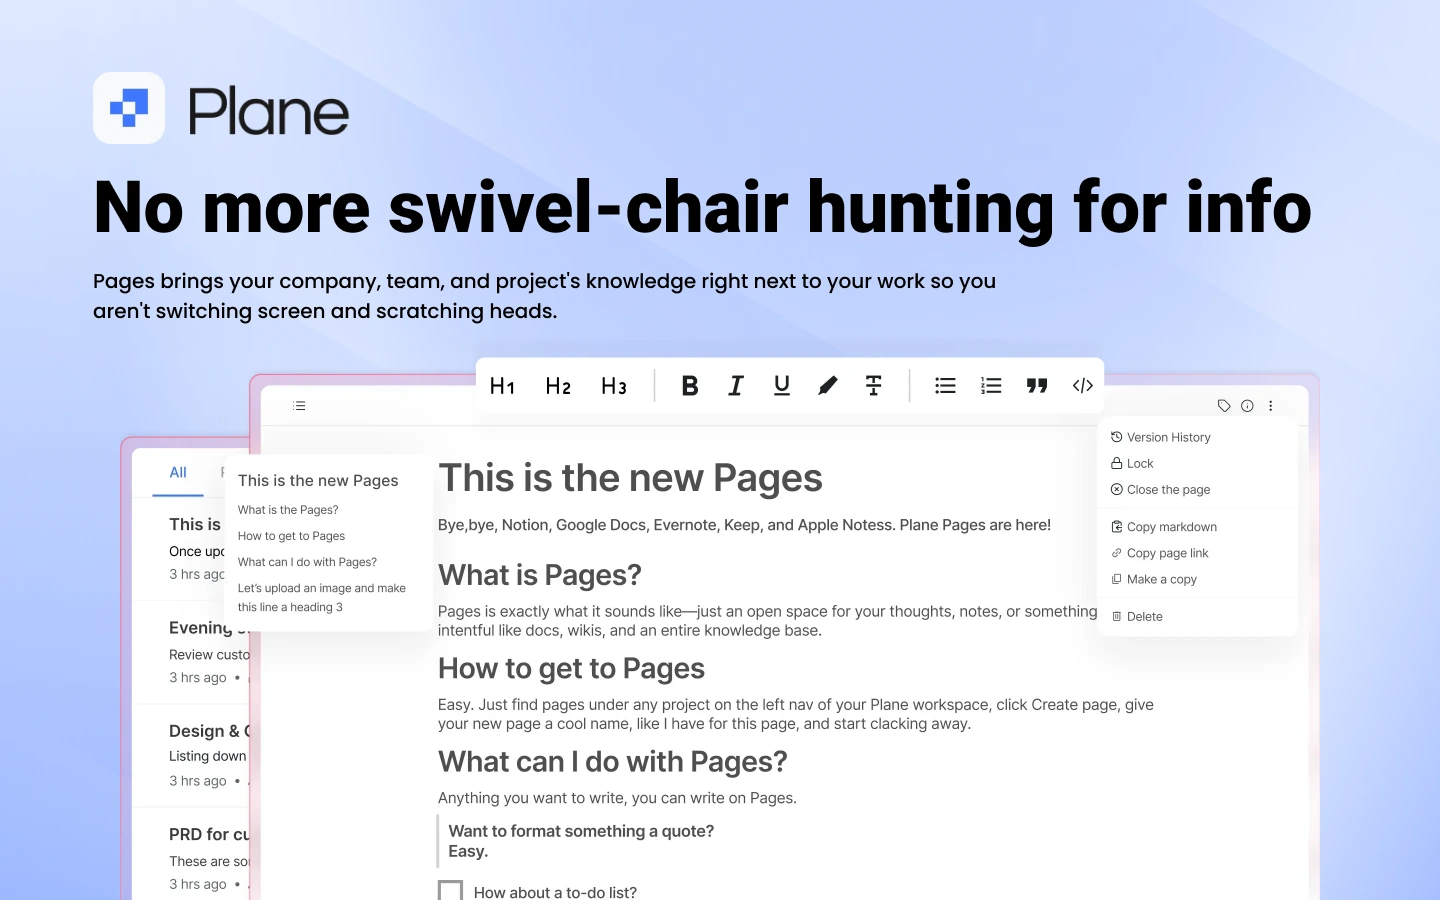 Plane
No more swivel-chair hunting for info
Pages brings your company, team, and project's knowledge right next to your work so you
aren't switching screen and scratching heads.
H1 H2 H3 B I U T
All
This is
Once upo
3 hrs ago
Evening
Review custo
3 hrs ago •
Design &
Listing down
3 hrs ago •
PRD for cu
These are so
3 hrs ago •
This is the new Pages
What is the Pages?
How to get to Pages
What can I do with Pages?
Let's upload an image and make
this line a heading 3
This is the new Pages
Bye,bye, Notion, Google Docs, Evernote, Keep, and Apple Notess. Plane Pages are here!
What is Pages?
Pages is exactly what it sounds like—just an open space for your thoughts, notes, or something
intentful like docs, wikis, and an entire knowledge base.
How to get to Pages
Easy. Just find pages under any project on the left nav of your Plane workspace, click Create page, give
your new page a cool name, like I have for this page, and start clacking away.
What can I do with Pages?
Anything you want to write, you can write on Pages.
Want to format something a quote?
Easy.
How about a to-do list?
Version History
Lock
Close the page
Copy markdown
Copy page link
Make a copy
Delete